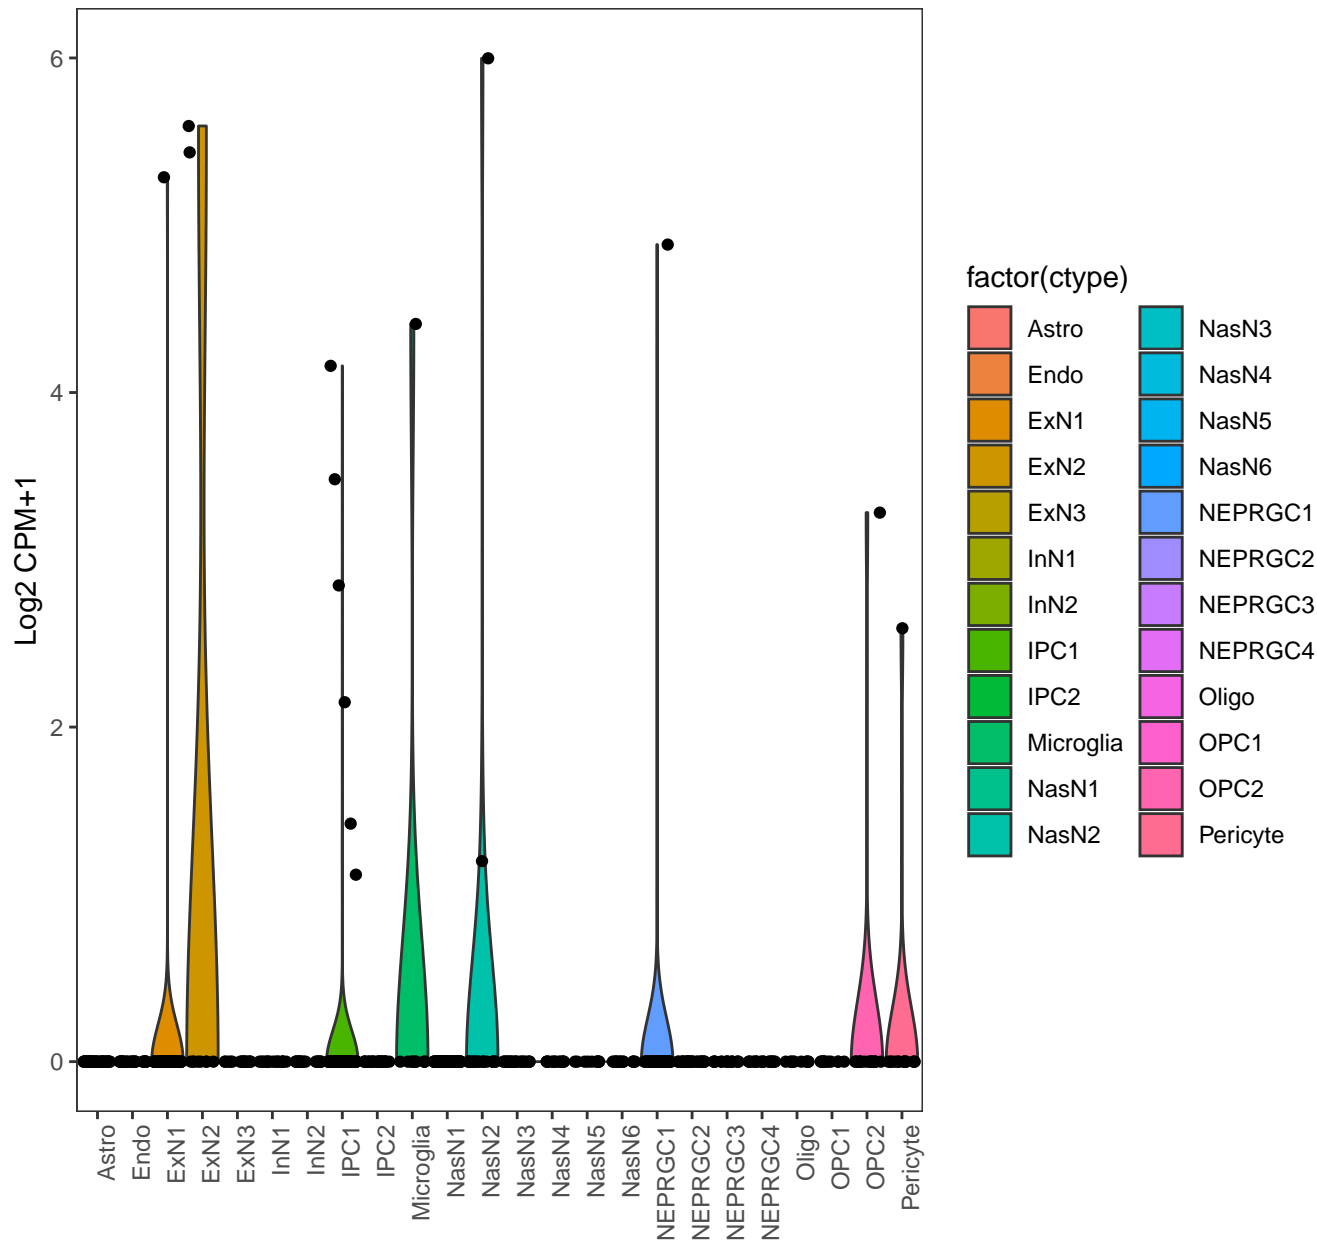 6
4
2
0
Log2 CPM+1
Astro
Endo
ExN1
ExN2
ExN3
InN1
InN2
IPC1
IPC2
Microglia
NasN1
NasN2
NasN3
NasN4
NasN5
NasN6
NEPRGC1
NEPRGC2
NEPRGC3
NEPRGC4
Oligo
OPC1
OPC2
Pericyte
factor(ctype)
Astro
Endo
ExN1
ExN2
ExN3
InN1
InN2
IPC1
IPC2
Microglia
NasN1
NasN2
NasN3
NasN4
NasN5
NasN6
NEPRGC1
NEPRGC2
NEPRGC3
NEPRGC4
Oligo
OPC1
OPC2
Pericyte